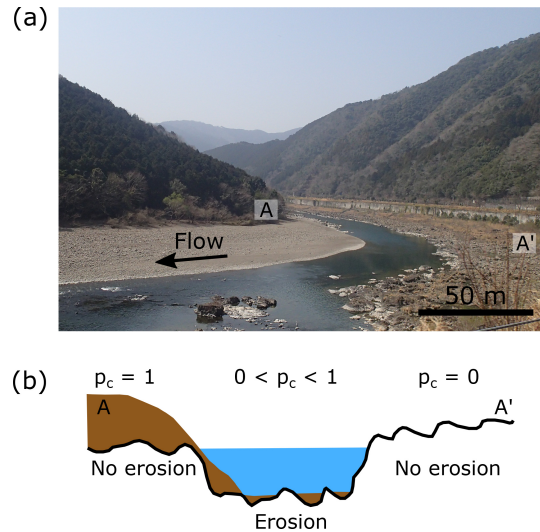 (a)
A
Flow
A'
50 m
(b)
p_c = 1
0 < p_c < 1
p_c = 0
A
A'
No erosion
No erosion
Erosion